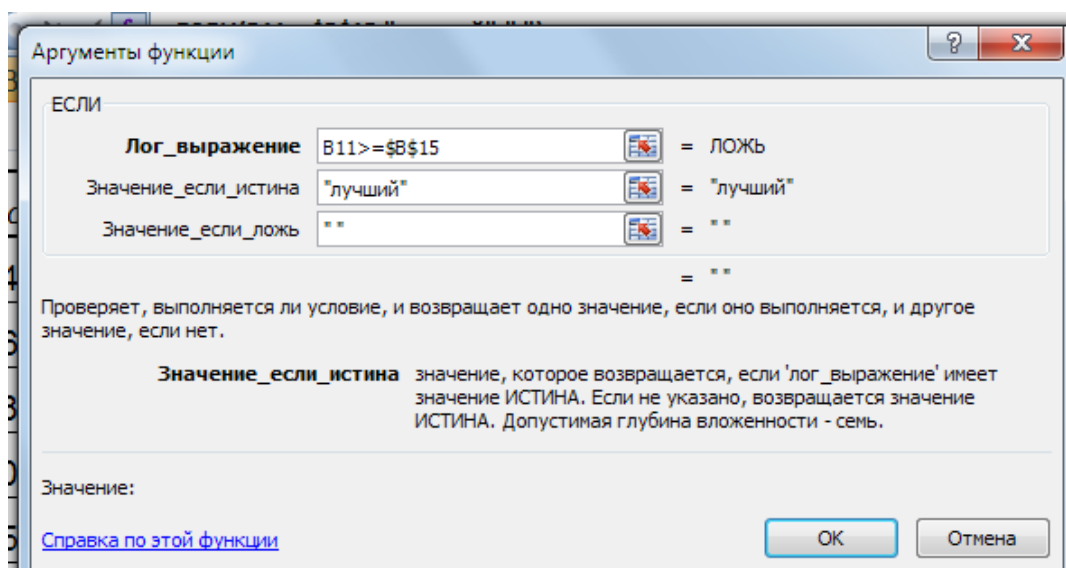 Аргументы функции
ЕСЛИ
Лог_выражение B11>=$B$15 = ЛОЖЬ
Значение_если_истина "лучший" = "лучший"
Значение_если_ложь " " = " "
= " "
Проверяет, выполняется ли условие, и возвращает одно значение, если оно выполняется, и другое
значение, если нет.
Значение_если_истина значение, которое возвращается, если 'лог_выражение' имеет
значение ИСТИНА. Если не указано, возвращается значение
ИСТИНА. Допустимая глубина вложенности - семь.
Значение:
Справка по этой функции
OK
Отмена